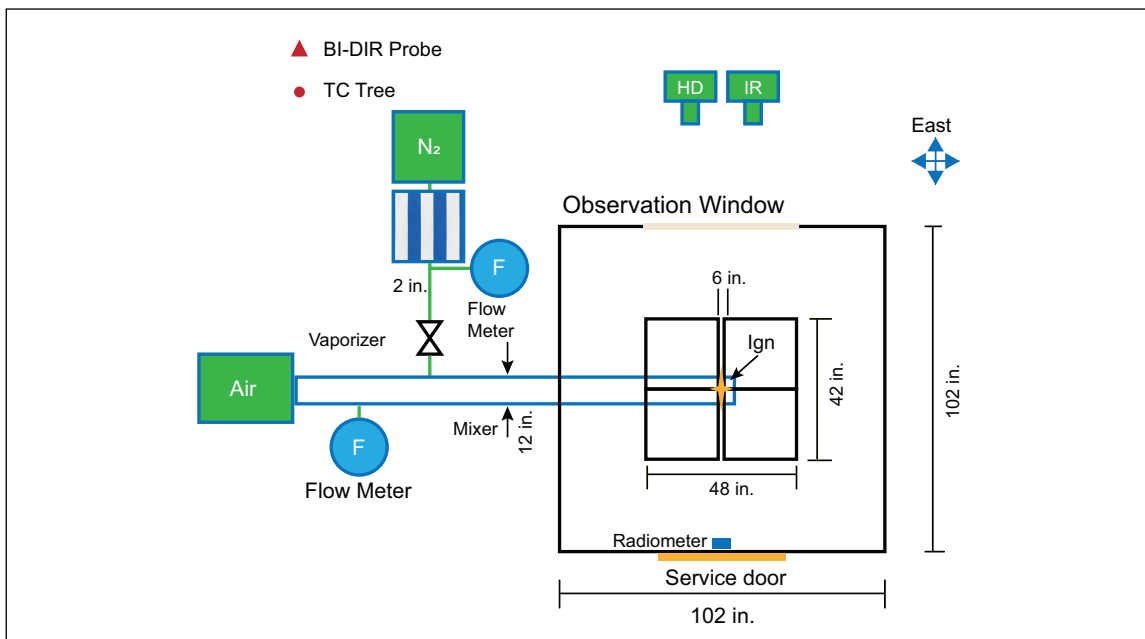 BI-DIR Probe
TC Tree
HD
IR
East
N₂
Observation Window
F
2 in.
Flow
Meter
6 in.
Vaporizer
Ign
Air
42 in.
102 in.
Mixer
12 in.
F
Flow Meter
48 in.
Radiometer
Service door
102 in.